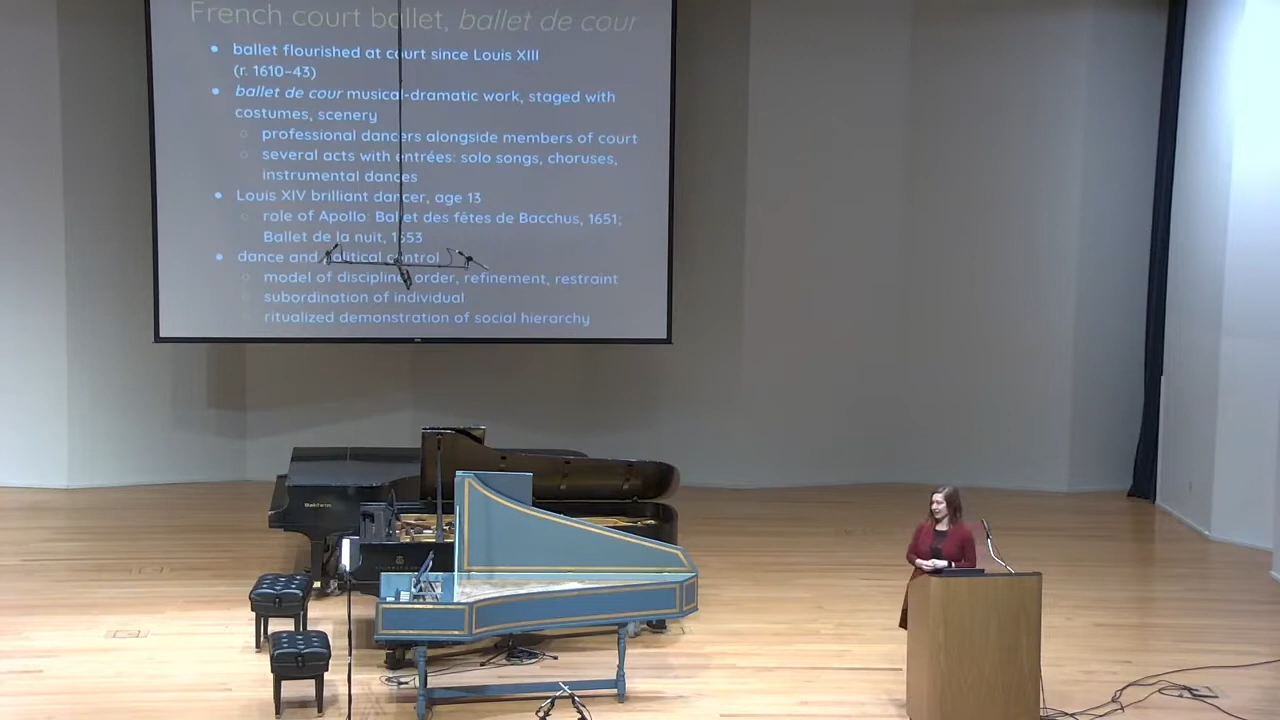 French court ballet, ballet de cour
• ballet flourished at court since Louis XIII
(r. 1610–43)
• ballet de cour musical-dramatic work, staged with
costumes, scenery
○ professional dancers alongside members of court
○ several acts with entrées: solo songs, choruses,
instrumental dances
• Louis XIV brilliant dancer, age 13
○ role of Apollo: Ballet des fêtes de Bacchus, 1651;
Ballet de la nuit, 1653
• dance and political control
○ model of discipline, order, refinement, restraint
○ subordination of individual
○ ritualized demonstration of social hierarchy
Baldwin